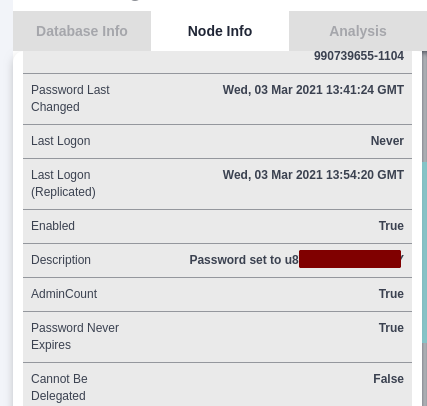 Database Info
Node Info
Analysis
990739655-1104
Password Last Changed
Wed, 03 Mar 2021 13:41:24 GMT
Last Logon
Never
Last Logon (Replicated)
Wed, 03 Mar 2021 13:54:20 GMT
Enabled
True
Description
Password set to u8
AdminCount
True
Password Never Expires
True
Cannot Be Delegated
False